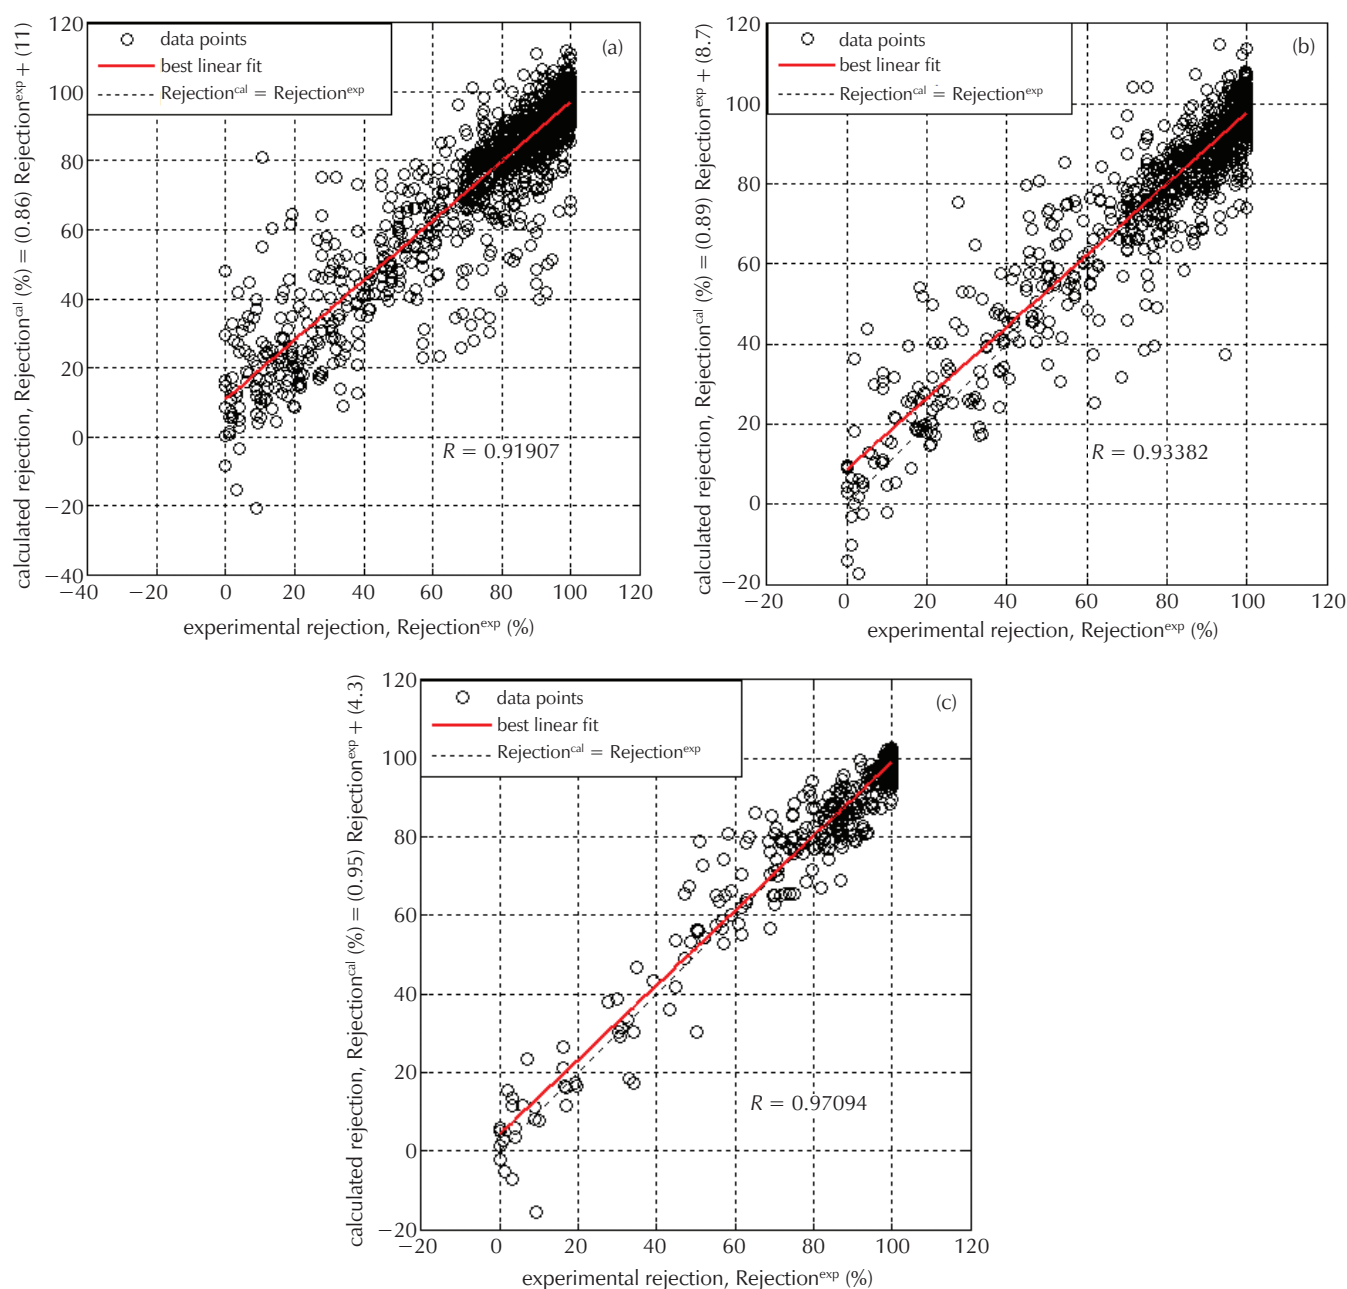 calculated rejection, Rejection^cal (%) = (0.86) Rejection^exp + (11)
120
100
80
60
40
20
0
−20
−40
data points
best linear fit
Rejection^cal = Rejection^exp
(a)
R = 0.91907
−40 −20 0 20 40 60 80 100 120
experimental rejection, Rejection^exp (%)
calculated rejection, Rejection^cal (%) = (0.89) Rejection^exp + (8.7)
120
100
80
60
40
20
0
−20
data points
best linear fit
Rejection^cal = Rejection^exp
(b)
R = 0.93382
−20 0 20 40 60 80 100 120
experimental rejection, Rejection^exp (%)
calculated rejection, Rejection^cal (%) = (0.95) Rejection^exp + (4.3)
120
100
80
60
40
20
0
−20
data points
best linear fit
Rejection^cal = Rejection^exp
(c)
R = 0.97094
−20 0 20 40 60 80 100 120
experimental rejection, Rejection^exp (%)